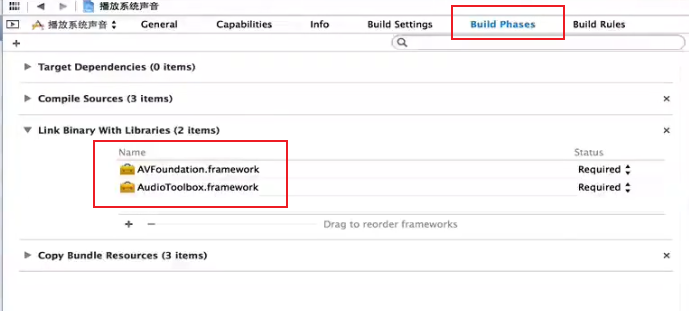 播放系统声音
播放系统声音 General Capabilities Info Build Settings Build Phases Build Rules
Target Dependencies (0 items)
Compile Sources (3 items)
Link Binary With Libraries (2 items)
Name Status
AVFoundation.framework Required
AudioToolbox.framework Required
Drag to reorder frameworks
Copy Bundle Resources (3 items)